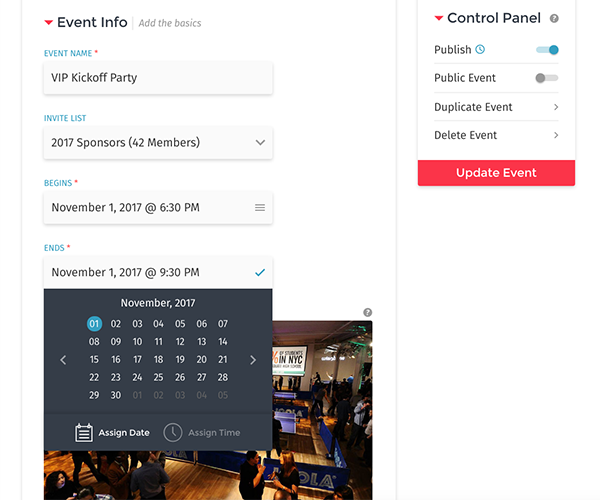 Event Info
Add the basics
EVENT NAME *
VIP Kickoff Party
INVITE LIST
2017 Sponsors (42 Members)
BEGINS *
November 1, 2017 @ 6:30 PM
ENDS *
November 1, 2017 @ 9:30 PM
November, 2017
01 02 03 04 05 06 07
08 09 10 11 12 13 14
15 16 17 18 19 20 21
22 23 24 25 26 27 28
29 30 01 02 03 04 05
Assign Date
Assign Time
?
% OF STUDENTS
IN NYC
Control Panel ?
Publish
Public Event
Duplicate Event
Delete Event
Update Event